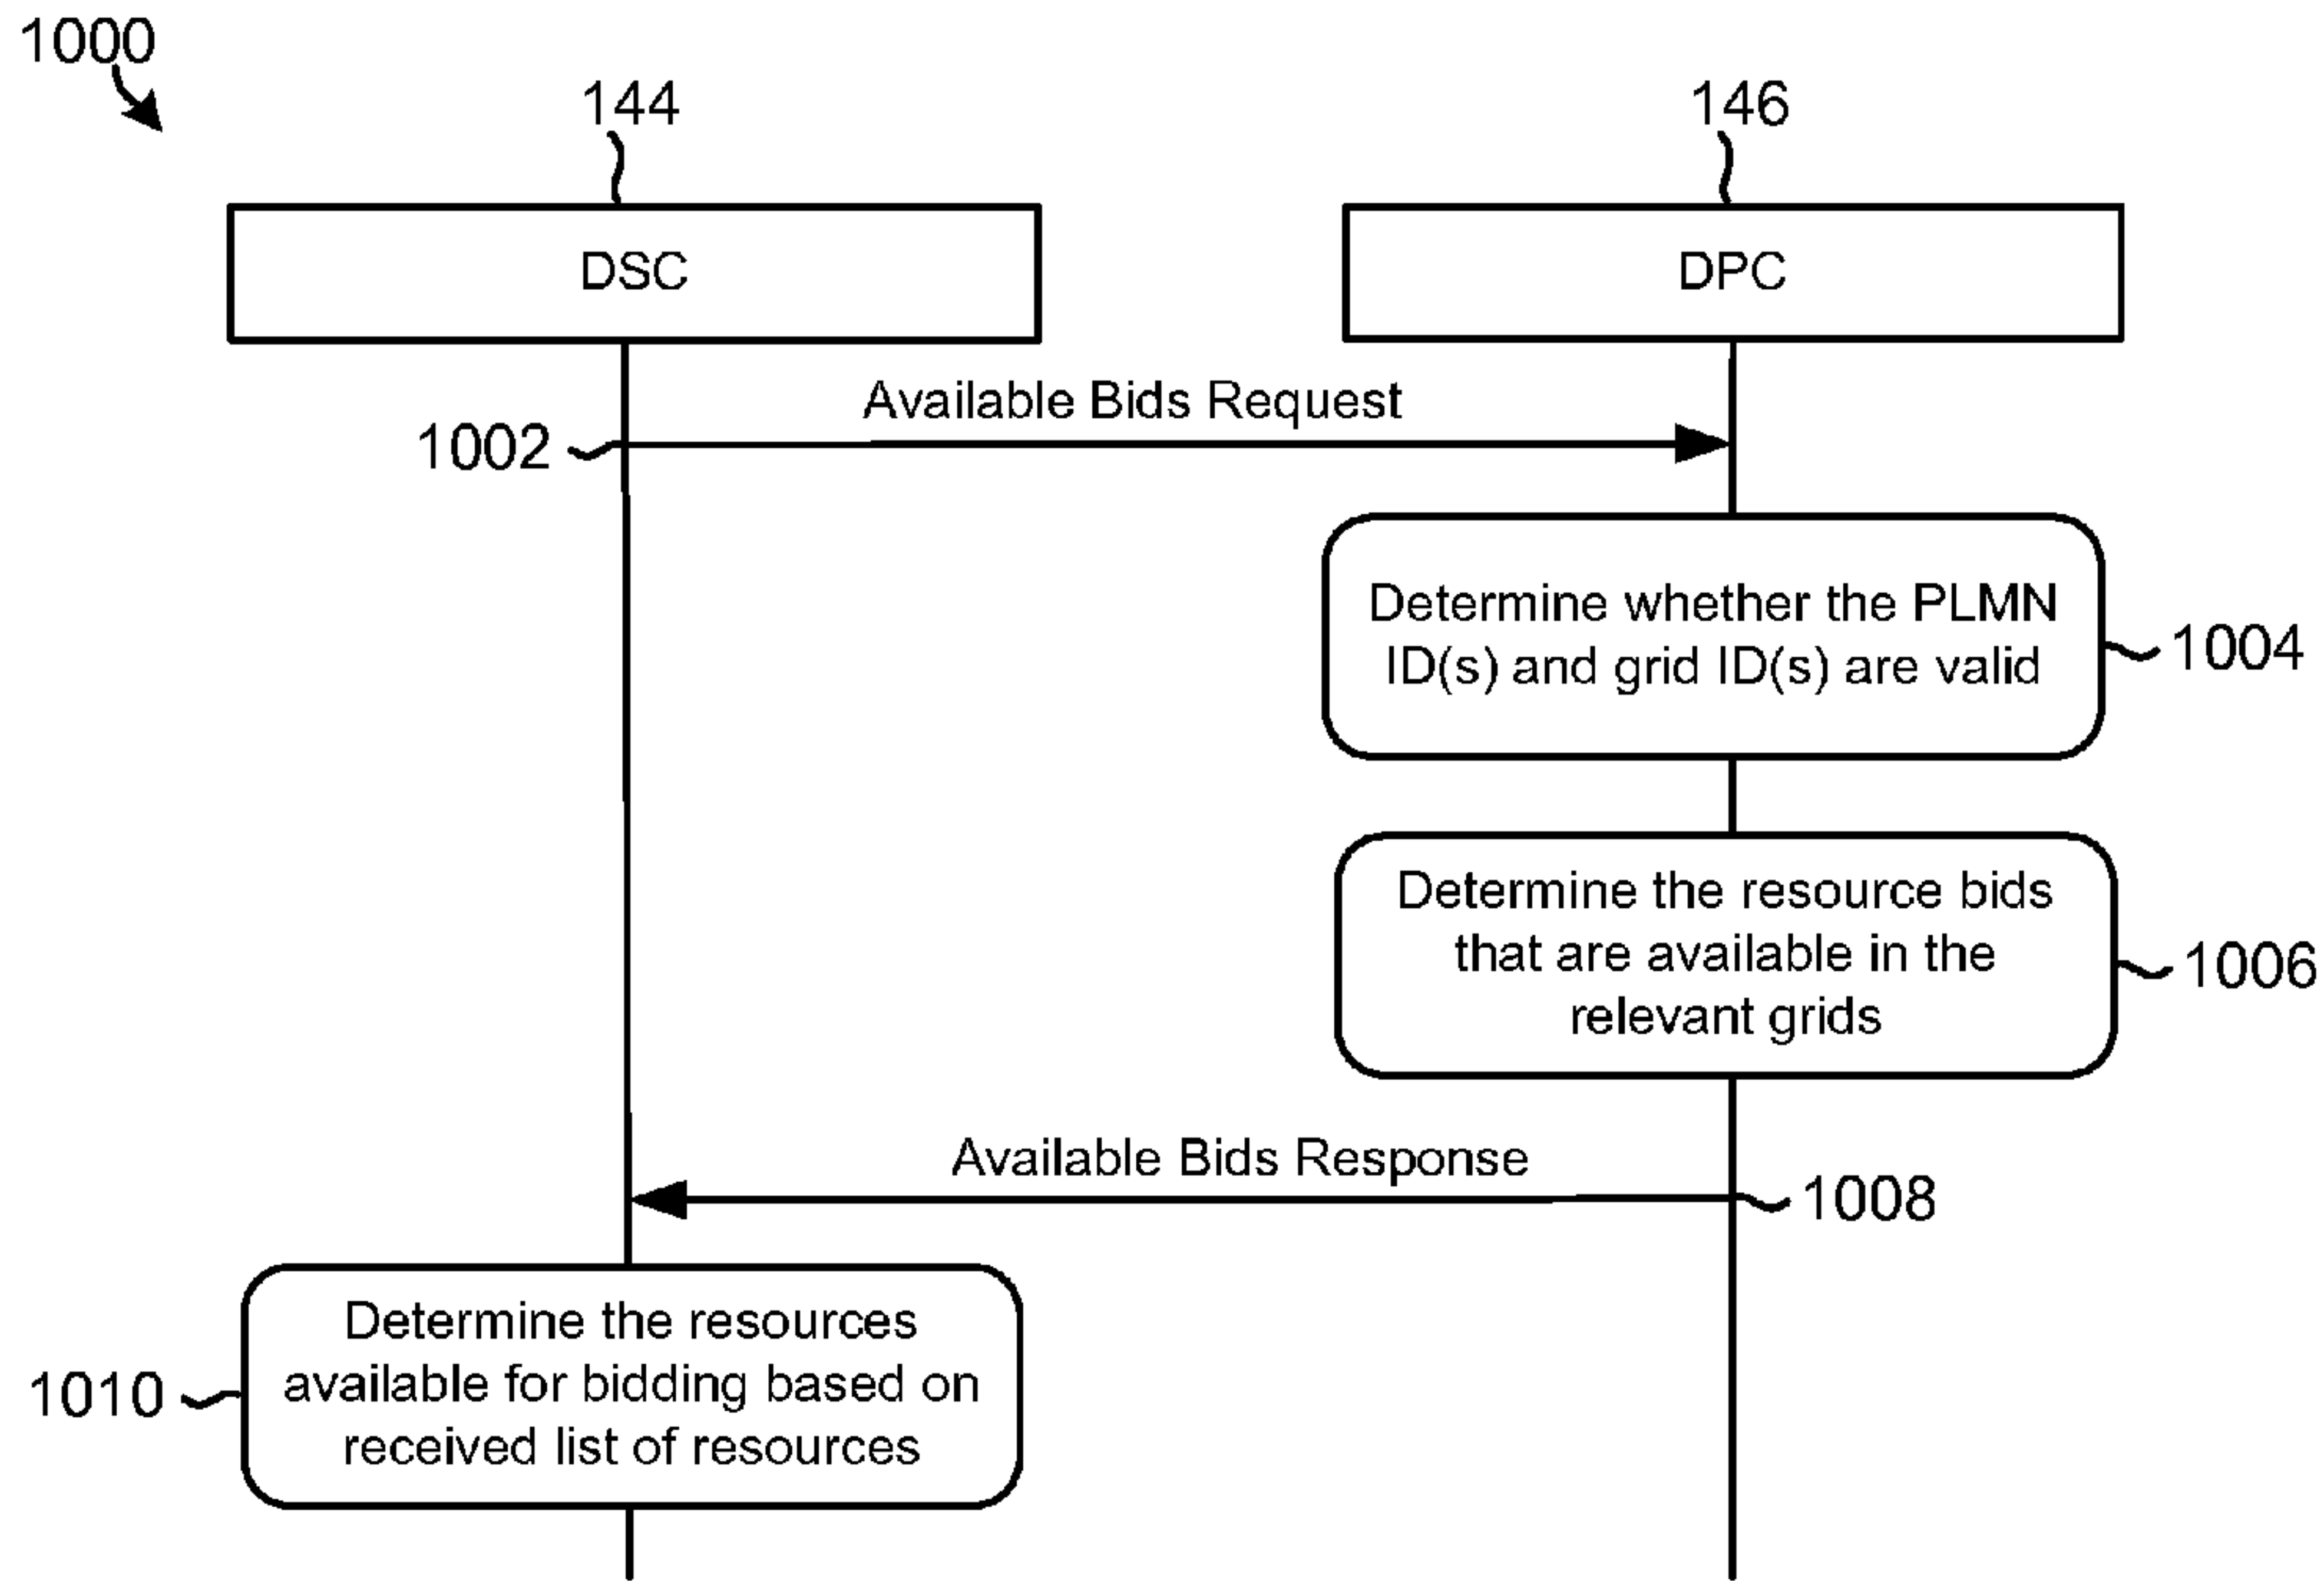 1000
144
146
DSC
DPC
Available Bids Request
1002
Determine whether the PLMN
ID(s) and grid ID(s) are valid
1004
Determine the resource bids
that are available in the
relevant grids
1006
Available Bids Response
1008
Determine the resources
available for bidding based on
received list of resources
1010